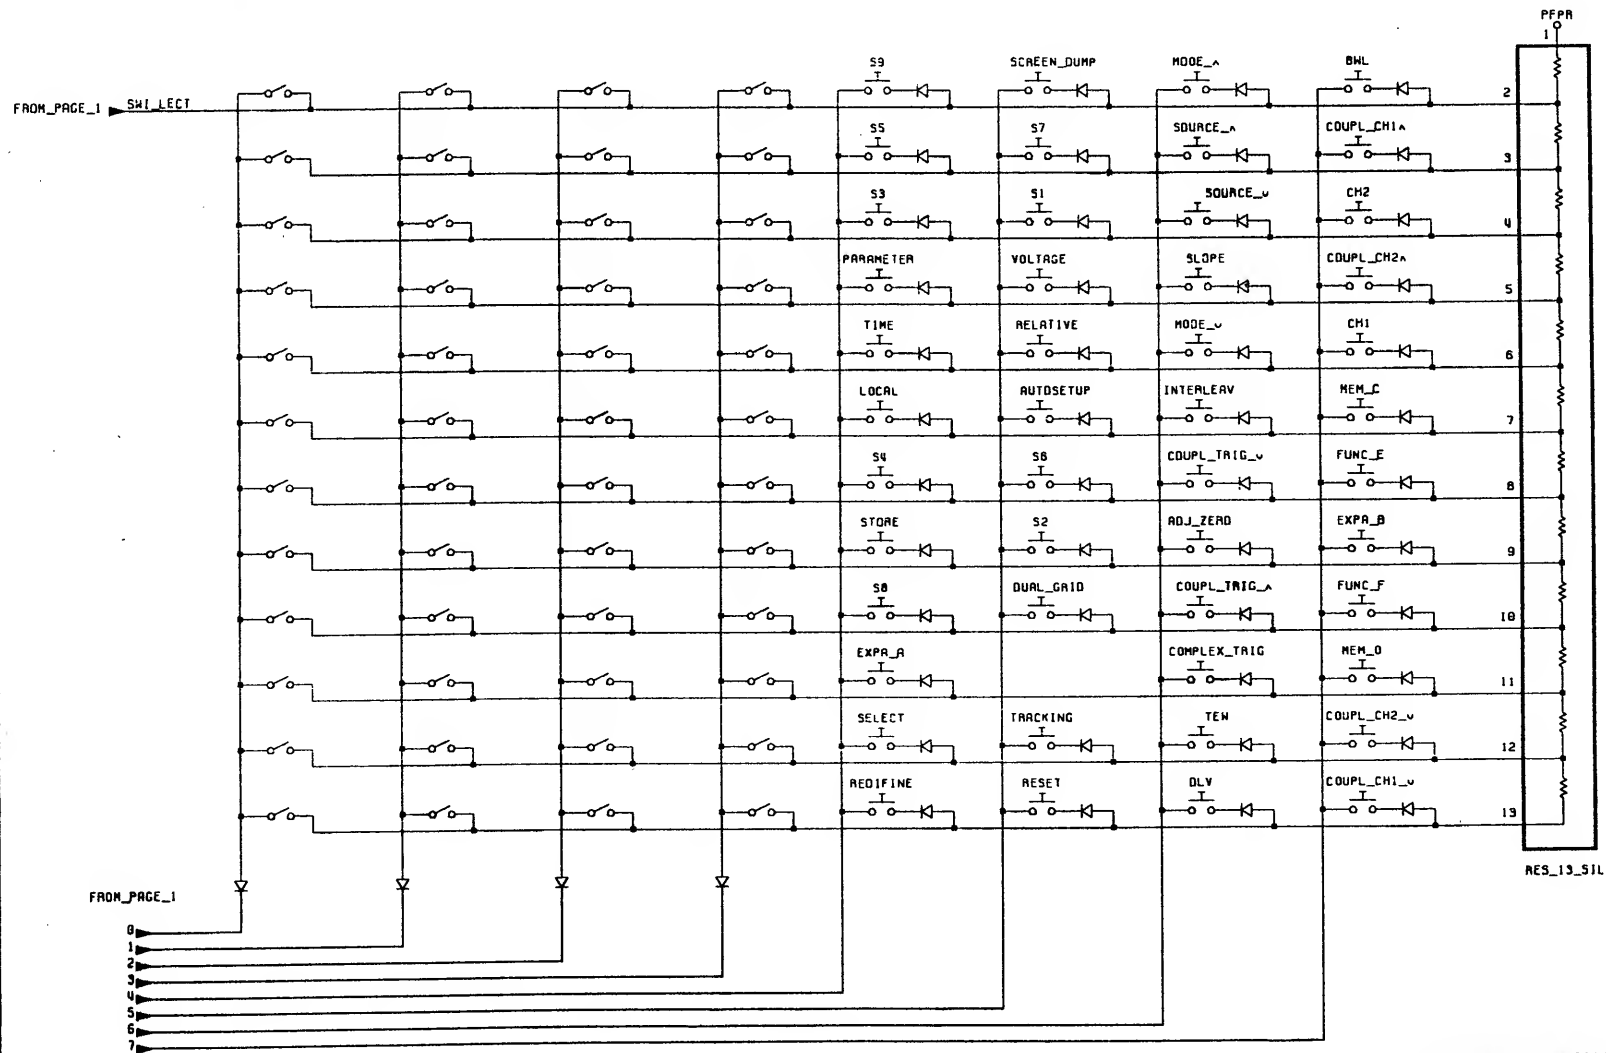 PFPR
1
S9 SCREEN_DUMP MODE_^ BWL
FROM_PAGE_1 SWI_LECT 2
S5 S7 SOURCE_^ COUPL_CH1^
3
S3 S1 SOURCE_v CH2
4
PARAMETER VOLTAGE SLOPE COUPL_CH2^
5
TIME RELATIVE MODE_v CH1
6
LOCAL AUTOSETUP INTERLEAV MEM_C
7
S4 S6 COUPL_TRIG_v FUNC_E
8
STORE S2 ADJ_ZERO EXPA_B
9
S8 DUAL_GRID COUPL_TRIG_^ FUNC_F
10
EXPA_A COMPLEX_TRIG MEM_D
11
SELECT TRACKING TEW COUPL_CH2_v
12
REDIFINE RESET DLV COUPL_CH1_v
13
RES_13_SIL
FROM_PAGE_1
0
1
2
3
4
5
6
7